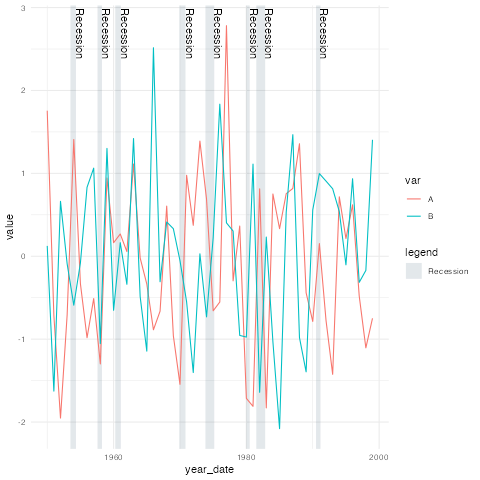 3
Recession
Recession
Recession
Recession
Recession
Recession
Recession
Recession
2
1
0
-1
-2
value
1960
1980
2000
year_date
var
A
B
legend
Recession